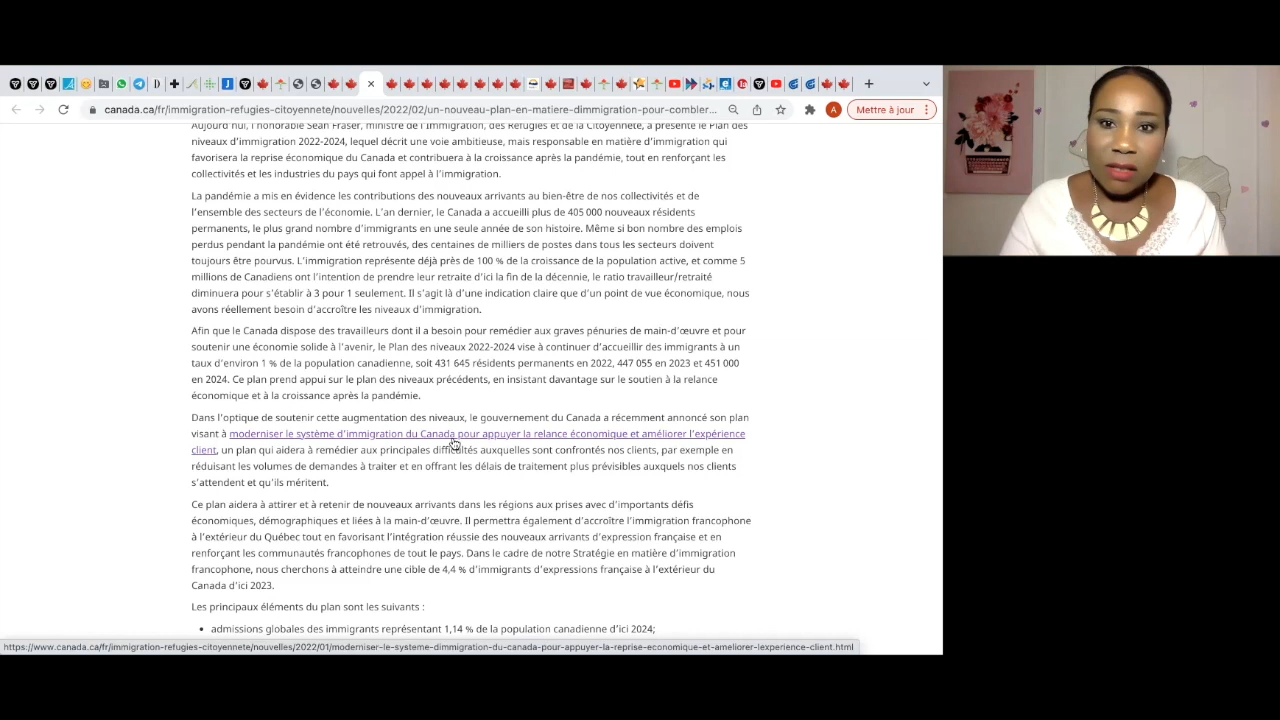 canada.ca/fr/immigration-refugies-citoyennete/nouvelles/2022/02/un-nouveau-plan-en-matiere-dimmigration-pour-combler...
Mettre à jour
Aujourd'hui, l'honorable Sean Fraser, ministre de l'Immigration, des Réfugiés et de la Citoyenneté, a présenté le Plan des
niveaux d'immigration 2022-2024, lequel décrit une voie ambitieuse, mais responsable en matière d'immigration qui
favorisera la reprise économique du Canada et contribuera à la croissance après la pandémie, tout en renforçant les
collectivités et les industries du pays qui font appel à l'immigration.
La pandémie a mis en évidence les contributions des nouveaux arrivants au bien-être de nos collectivités et de
l'ensemble des secteurs de l'économie. L'an dernier, le Canada a accueilli plus de 405 000 nouveaux résidents
permanents, le plus grand nombre d'immigrants en une seule année de son histoire. Même si bon nombre des emplois
perdus pendant la pandémie ont été retrouvés, des centaines de milliers de postes dans tous les secteurs doivent
toujours être pourvus. L'immigration représente déjà près de 100 % de la croissance de la population active, et comme 5
millions de Canadiens ont l'intention de prendre leur retraite d'ici la fin de la décennie, le ratio travailleur/retraité
diminuera pour s'établir à 3 pour 1 seulement. Il s'agit là d'une indication claire que d'un point de vue économique, nous
avons réellement besoin d'accroître les niveaux d'immigration.
Afin que le Canada dispose des travailleurs dont il a besoin pour remédier aux graves pénuries de main-d'œuvre et pour
soutenir une économie solide à l'avenir, le Plan des niveaux 2022-2024 vise à continuer d'accueillir des immigrants à un
taux d'environ 1 % de la population canadienne, soit 431 645 résidents permanents en 2022, 447 055 en 2023 et 451 000
en 2024. Ce plan prend appui sur le plan des niveaux précédents, en insistant davantage sur le soutien à la relance
économique et à la croissance après la pandémie.
Dans l'optique de soutenir cette augmentation des niveaux, le gouvernement du Canada a récemment annoncé son plan
visant à moderniser le système d'immigration du Canada pour appuyer la relance économique et améliorer l'expérience
client, un plan qui aidera à remédier aux principales difficultés auxquelles sont confrontés nos clients, par exemple en
réduisant les volumes de demandes à traiter et en offrant les délais de traitement plus prévisibles auxquels nos clients
s'attendent et qu'ils méritent.
Ce plan aidera à attirer et à retenir de nouveaux arrivants dans les régions aux prises avec d'importants défis
économiques, démographiques et liées à la main-d'œuvre. Il permettra également d'accroître l'immigration francophone
à l'extérieur du Québec tout en favorisant l'intégration réussie des nouveaux arrivants d'expression française et en
renforçant les communautés francophones de tout le pays. Dans le cadre de notre Stratégie en matière d'immigration
francophone, nous cherchons à atteindre une cible de 4,4 % d'immigrants d'expressions française à l'extérieur du
Canada d'ici 2023.
Les principaux éléments du plan sont les suivants :
• admissions globales des immigrants représentant 1,14 % de la population canadienne d'ici 2024;
https://www.canada.ca/fr/immigration-refugies-citoyennete/nouvelles/2022/01/moderniser-le-systeme-dimmigration-du-canada-pour-appuyer-la-reprise-economique-et-ameliorer-lexperience-client.html